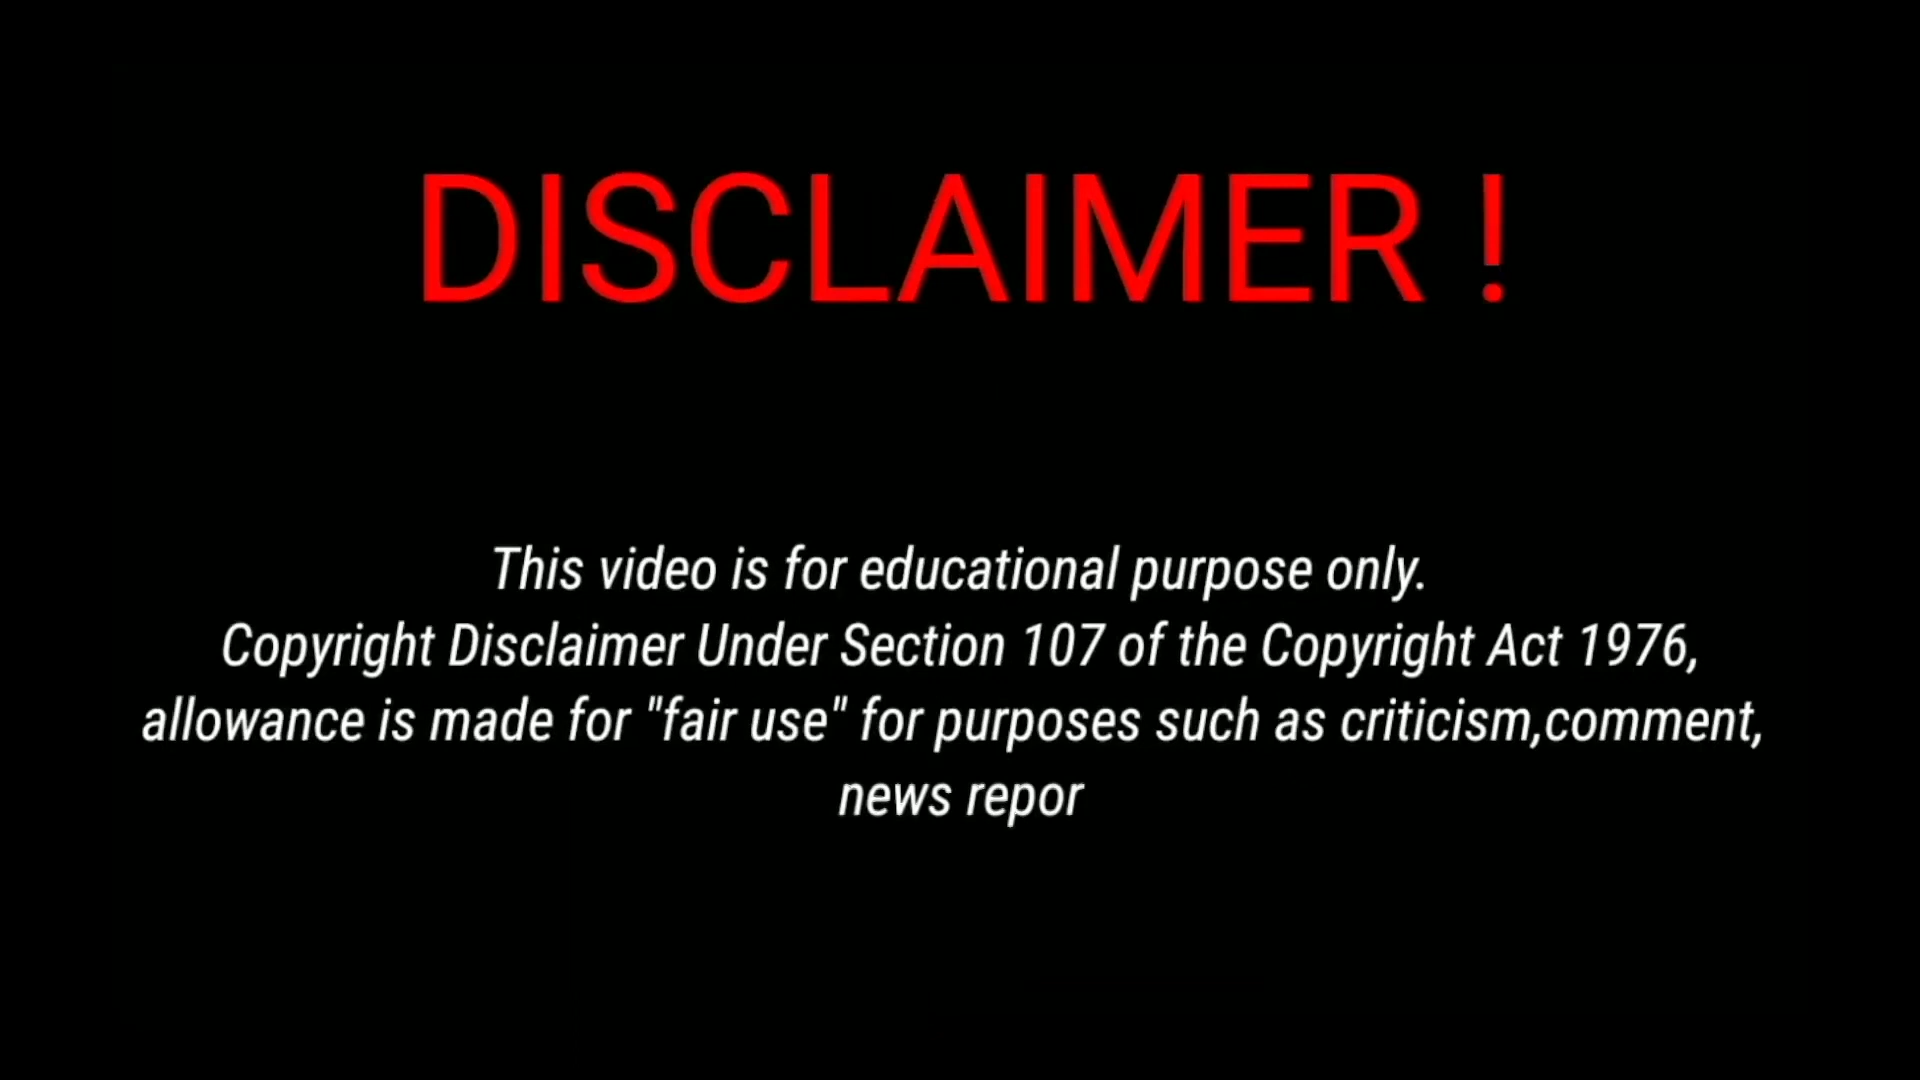 DISCLAIMER !
This video is for educational purpose only.
Copyright Disclaimer Under Section 107 of the Copyright Act 1976,
allowance is made for "fair use" for purposes such as criticism,comment,
news repor